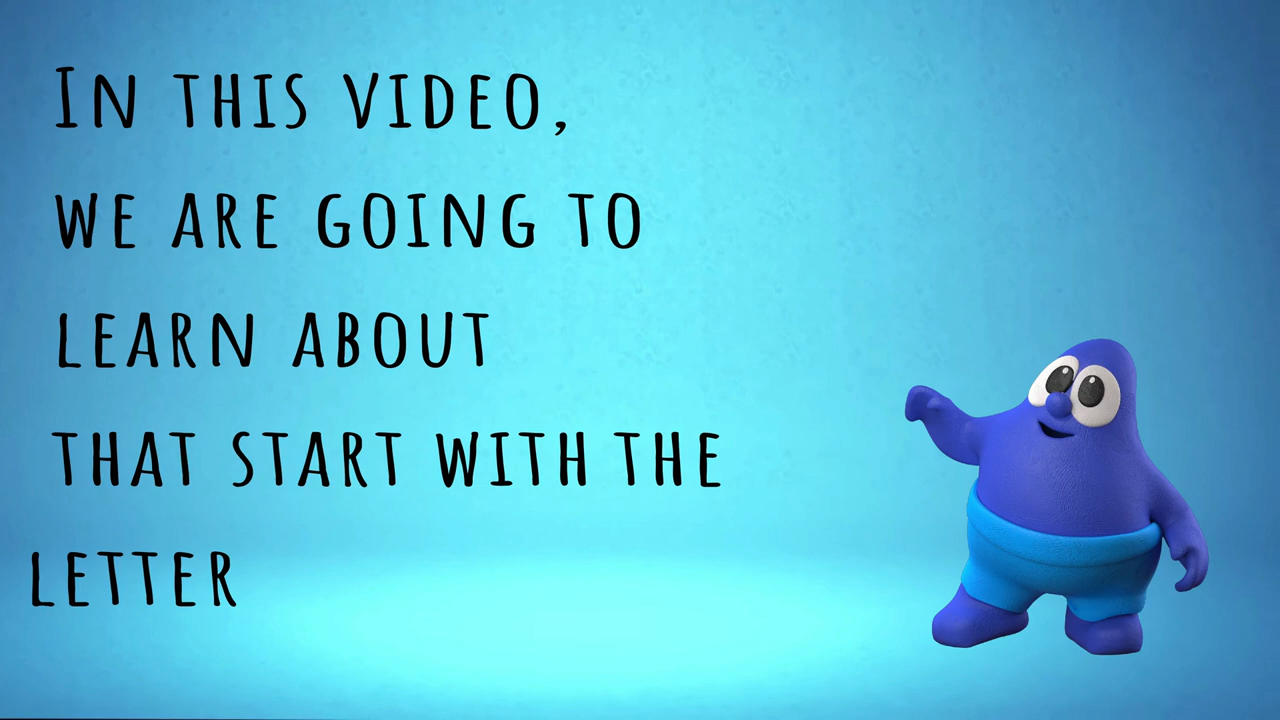 In this video,
we are going to
learn about
that start with the
letter